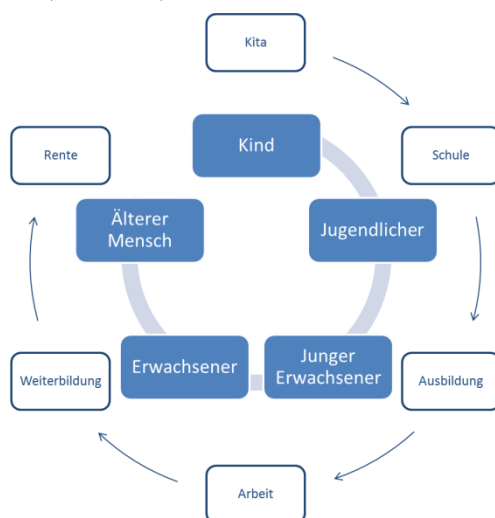 Kita
Kind
Rente
Schule
Älterer
Mensch
Jugendlicher
Erwachsener
Junger
Erwachsener
Weiterbildung
Ausbildung
Arbeit